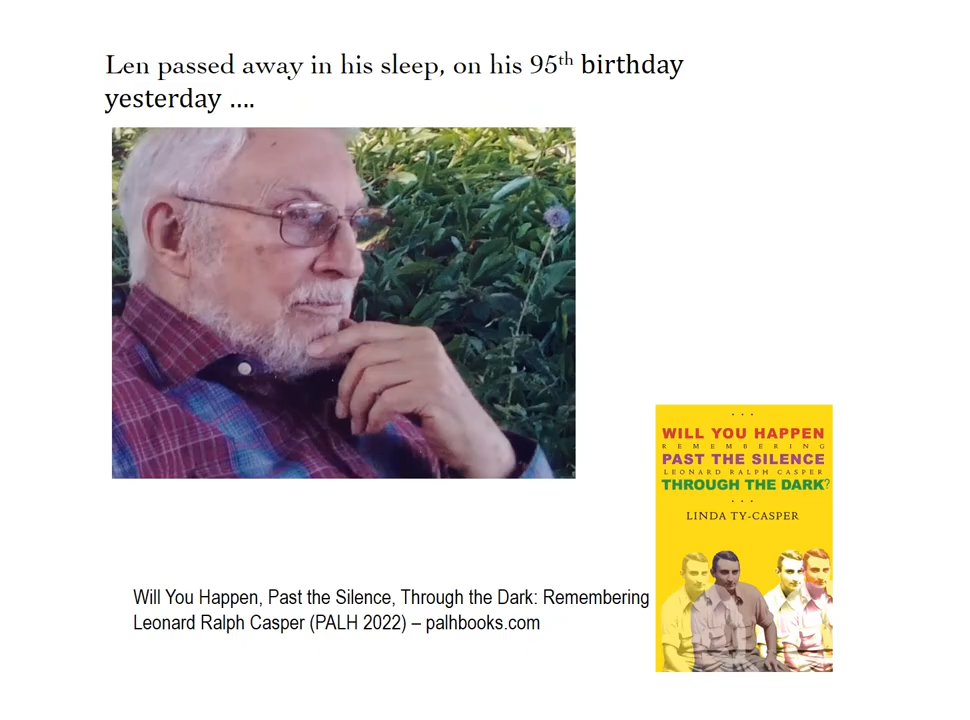 Len passed away in his sleep, on his 95th birthday
yesterday ....
. . .
WILL YOU HAPPEN
REMEMBERING
PAST THE SILENCE
LEONARD RALPH CASPER
THROUGH THE DARK?
. . .
LINDA TY-CASPER
Will You Happen, Past the Silence, Through the Dark: Remembering
Leonard Ralph Casper (PALH 2022) – palhbooks.com